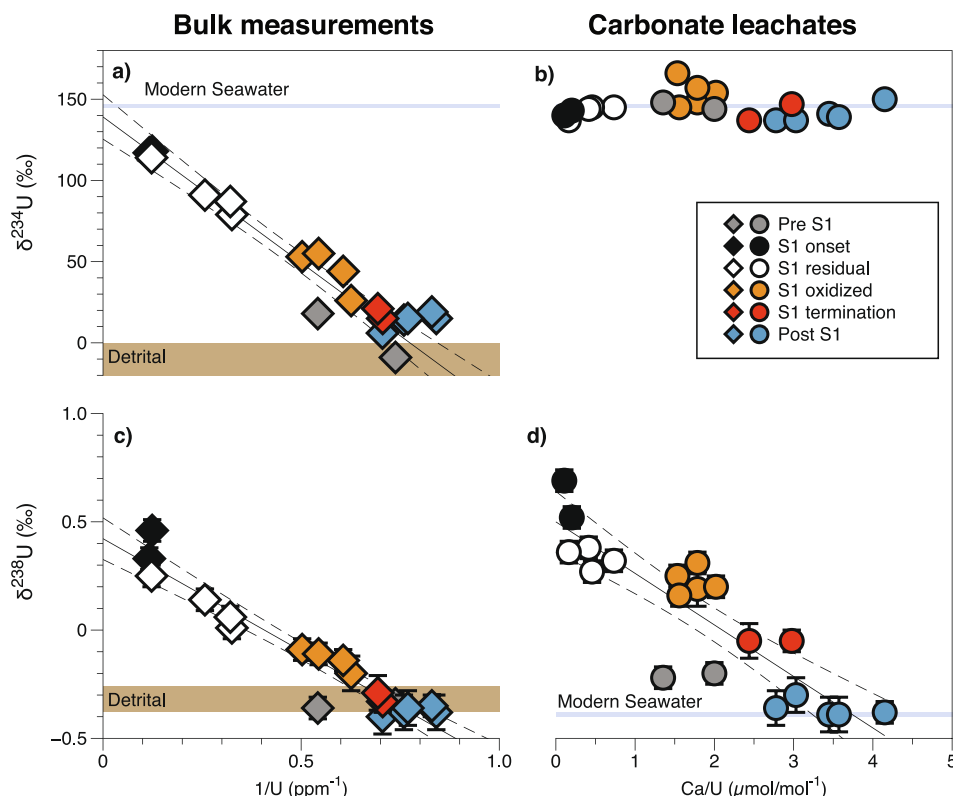 Bulk measurements
Carbonate leachates
a)
Modern Seawater
150
100
50
0
δ²³⁴U (‰)
Detrital
b)
Pre S1
S1 onset
S1 residual
S1 oxidized
S1 termination
Post S1
c)
1.0
0.5
0
−0.5
δ²³⁸U (‰)
Detrital
0
0.5
1.0
1/U (ppm⁻¹)
d)
Modern Seawater
0
1
2
3
4
5
Ca/U (μmol/mol⁻¹)